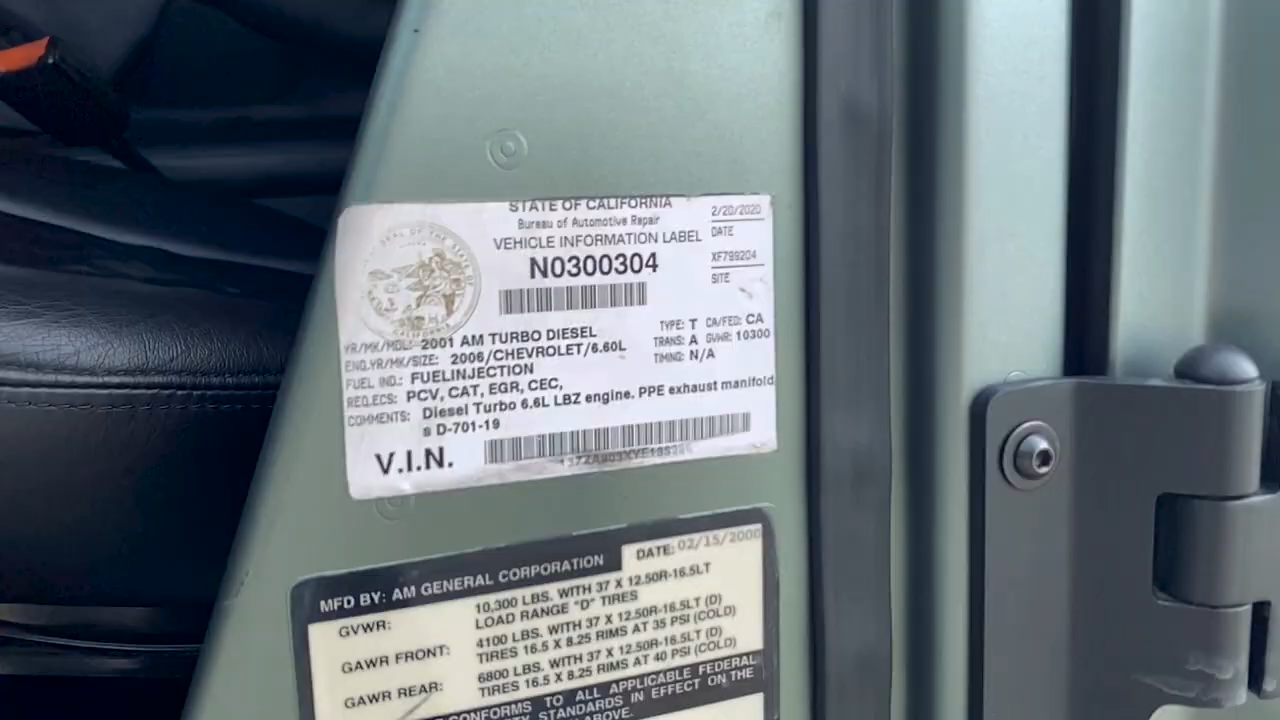 STATE OF CALIFORNIA
Bureau of Automotive Repair
VEHICLE INFORMATION LABEL
N0300304
2/20/2020
DATE
XF799204
SITE
YR/MK/MDL: 2001 AM TURBO DIESEL
ENG.YR/MK/SIZE: 2006/CHEVROLET/6.60L
FUEL IND.: FUELINJECTION
REQ.ECS: PCV, CAT, EGR, CEC,
COMMENTS: Diesel Turbo 6.6L LBZ engine. PPE exhaust manifold
s D-701-19
TYPE: T CA/FED: CA
TRANS: A GVWR: 10300
TIMING: N/A
V.I.N.
MFD BY: AM GENERAL CORPORATION
DATE: 02/15/2000
GVWR: 10,300 LBS. WITH 37 X 12.50R-16.5LT
LOAD RANGE "D" TIRES
GAWR FRONT: 4100 LBS. WITH 37 X 12.50R-16.5LT (D)
TIRES 16.5 X 8.25 RIMS AT 35 PSI (COLD)
GAWR REAR: 6800 LBS. WITH 37 X 12.50R-16.5LT (D)
TIRES 16.5 X 8.25 RIMS AT 40 PSI (COLD)
CONFORMS TO ALL APPLICABLE FEDERAL
STANDARDS IN EFFECT ON THE
ABOVE.